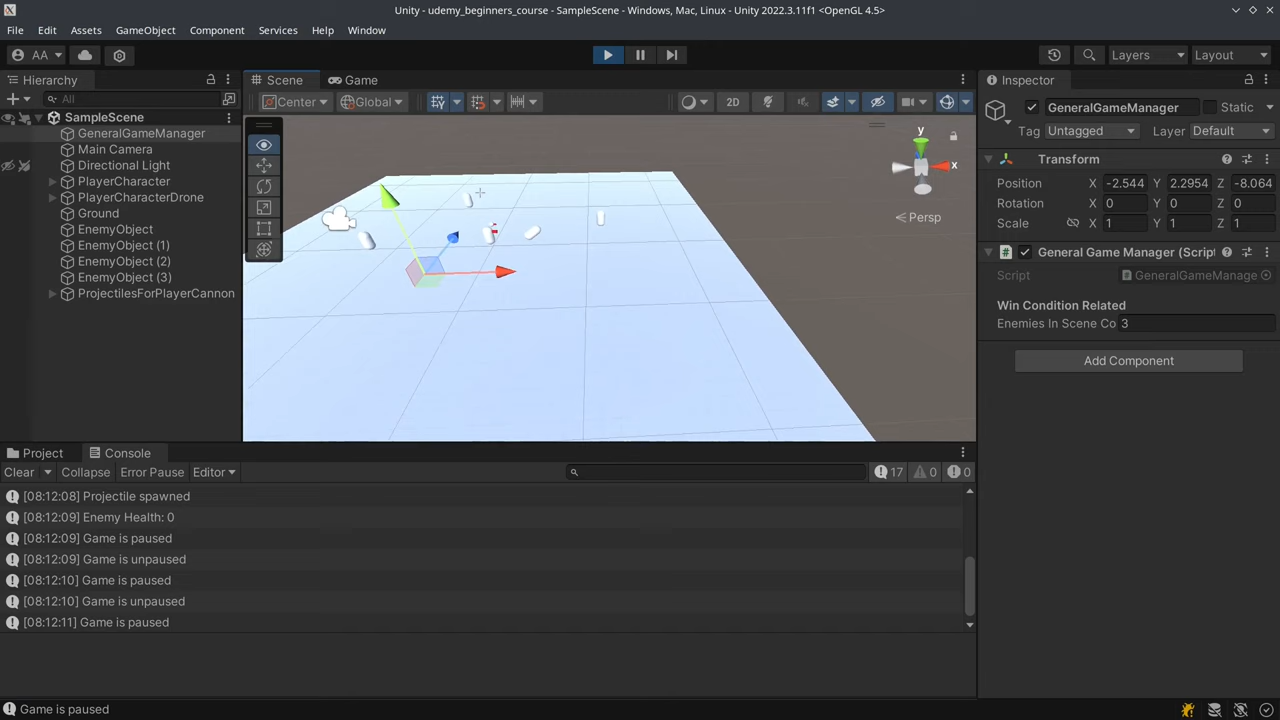 Unity - udemy_beginners_course - SampleScene - Windows, Mac, Linux - Unity 2022.3.11f1 <OpenGL 4.5>
File Edit Assets GameObject Component Services Help Window
AA Layers Layout
Hierarchy
All
SampleScene
GeneralGameManager
Main Camera
Directional Light
PlayerCharacter
PlayerCharacterDrone
Ground
EnemyObject
EnemyObject (1)
EnemyObject (2)
EnemyObject (3)
ProjectilesForPlayerCannon
Scene Game
Center Global 2D
y
x
Persp
Inspector
GeneralGameManager Static
Tag Untagged Layer Default
Transform
Position X -2.544 Y 2.2954 Z -8.064
Rotation X 0 Y 0 Z 0
Scale X 1 Y 1 Z 1
# General Game Manager (Script
Script GeneralGameManage
Win Condition Related
Enemies In Scene Co 3
Add Component
Project Console
Clear Collapse Error Pause Editor 17 0 0
[08:12:08] Projectile spawned
[08:12:09] Enemy Health: 0
[08:12:09] Game is paused
[08:12:09] Game is unpaused
[08:12:10] Game is paused
[08:12:10] Game is unpaused
[08:12:11] Game is paused
Game is paused